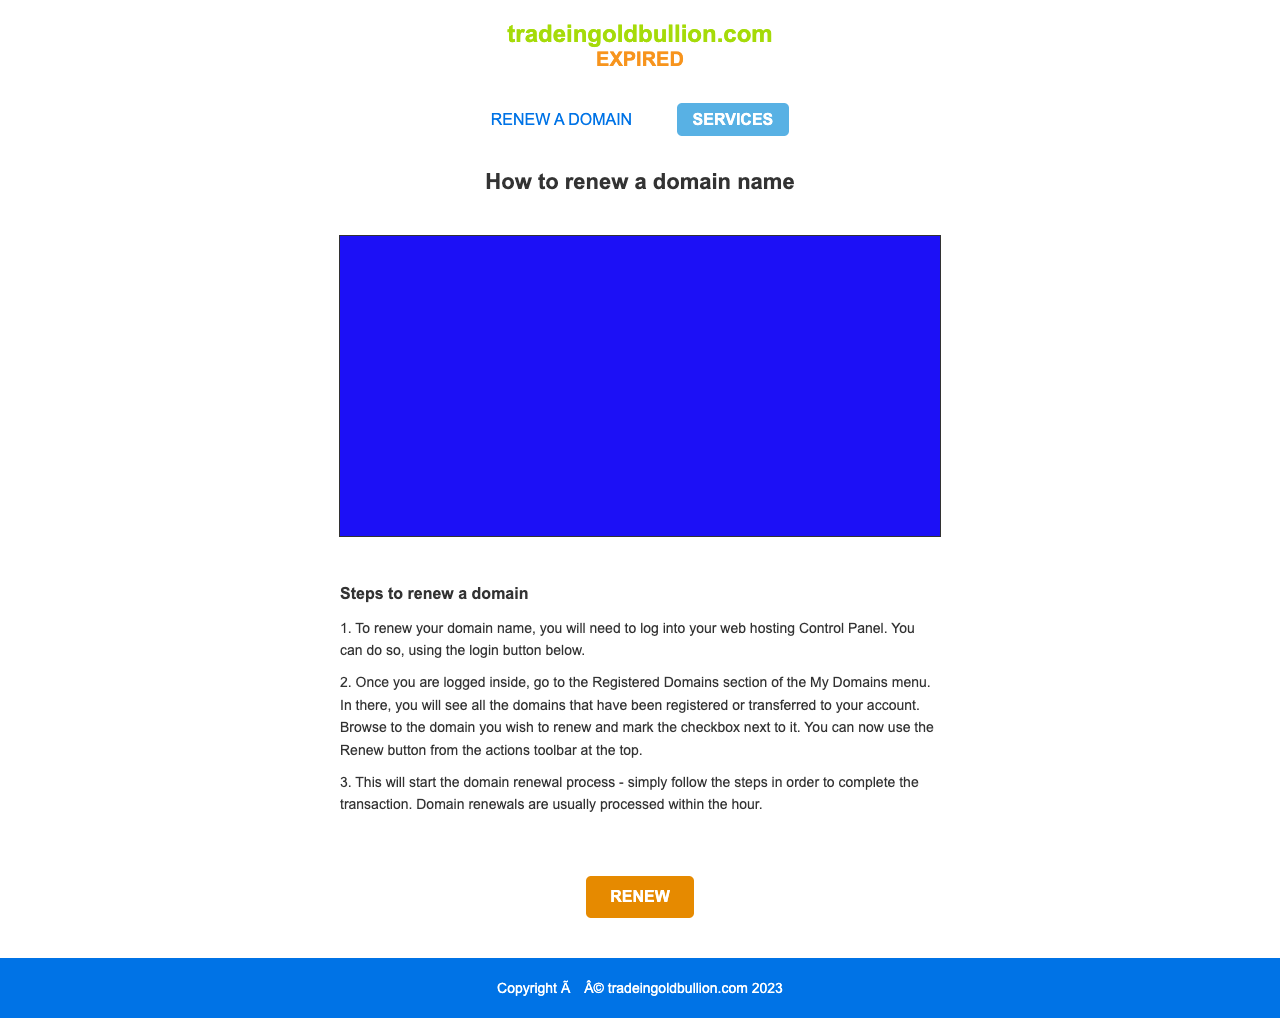 tradeingoldbullion.com
EXPIRED
RENEW A DOMAIN
SERVICES
How to renew a domain name
Steps to renew a domain
1. To renew your domain name, you will need to log into your web hosting Control Panel. You
can do so, using the login button below.
2. Once you are logged inside, go to the Registered Domains section of the My Domains menu.
In there, you will see all the domains that have been registered or transferred to your account.
Browse to the domain you wish to renew and mark the checkbox next to it. You can now use the
Renew button from the actions toolbar at the top.
3. This will start the domain renewal process - simply follow the steps in order to complete the
transaction. Domain renewals are usually processed within the hour.
RENEW
Copyright Ã Â© tradeingoldbullion.com 2023